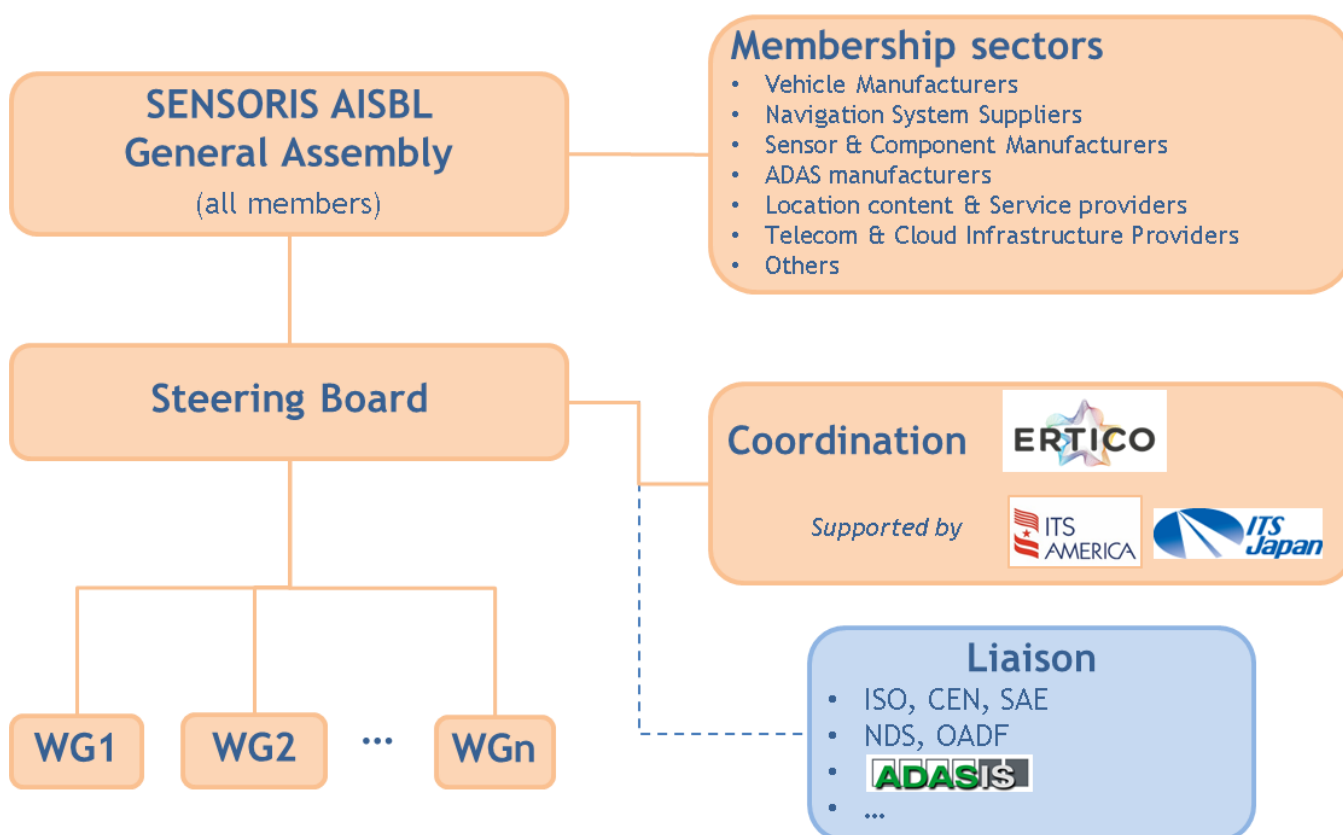 SENSORIS AISBL
General Assembly
(all members)
Membership sectors
• Vehicle Manufacturers
• Navigation System Suppliers
• Sensor & Component Manufacturers
• ADAS manufacturers
• Location content & Service providers
• Telecom & Cloud Infrastructure Providers
• Others
Steering Board
Coordination
ERTICO
Supported by
ITS
AMERICA
ITS
Japan
WG1
WG2
...
WGn
Liaison
• ISO, CEN, SAE
• NDS, OADF
• ADASIS
• ...